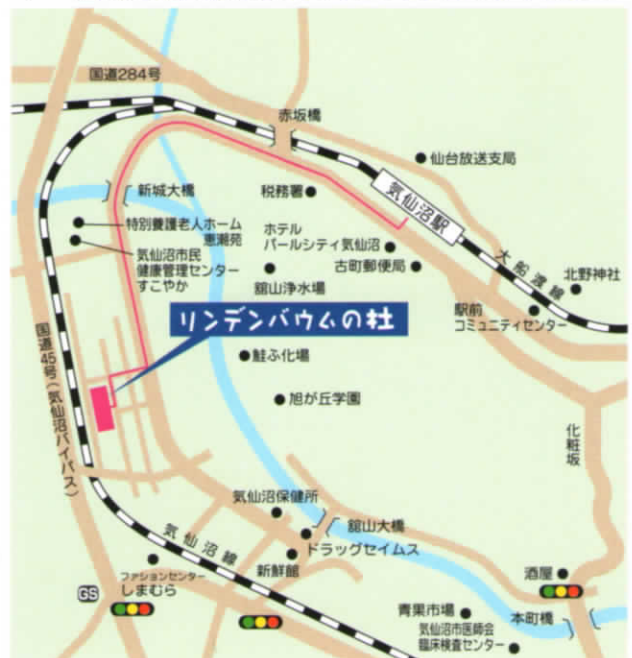 国道284号
赤坂橋
仙台放送支局
新城大橋
税務署
気仙沼駅
特別養護老人ホーム
恵潮苑
ホテル
パールシティ気仙沼
気仙沼市民
健康管理センター
すこやか
古町郵便局
大船渡線
北野神社
舘山浄水場
駅前
コミュニティセンター
リンデンバウムの杜
国道45号(気仙沼バイパス)
鮭ふ化場
旭が丘学園
化粧坂
気仙沼保健所
舘山大橋
ドラッグセイムス
気仙沼線
新鮮館
ファションセンター
しまむら
酒屋
GS
青果市場
本町橋
気仙沼市医師会
臨床検査センター